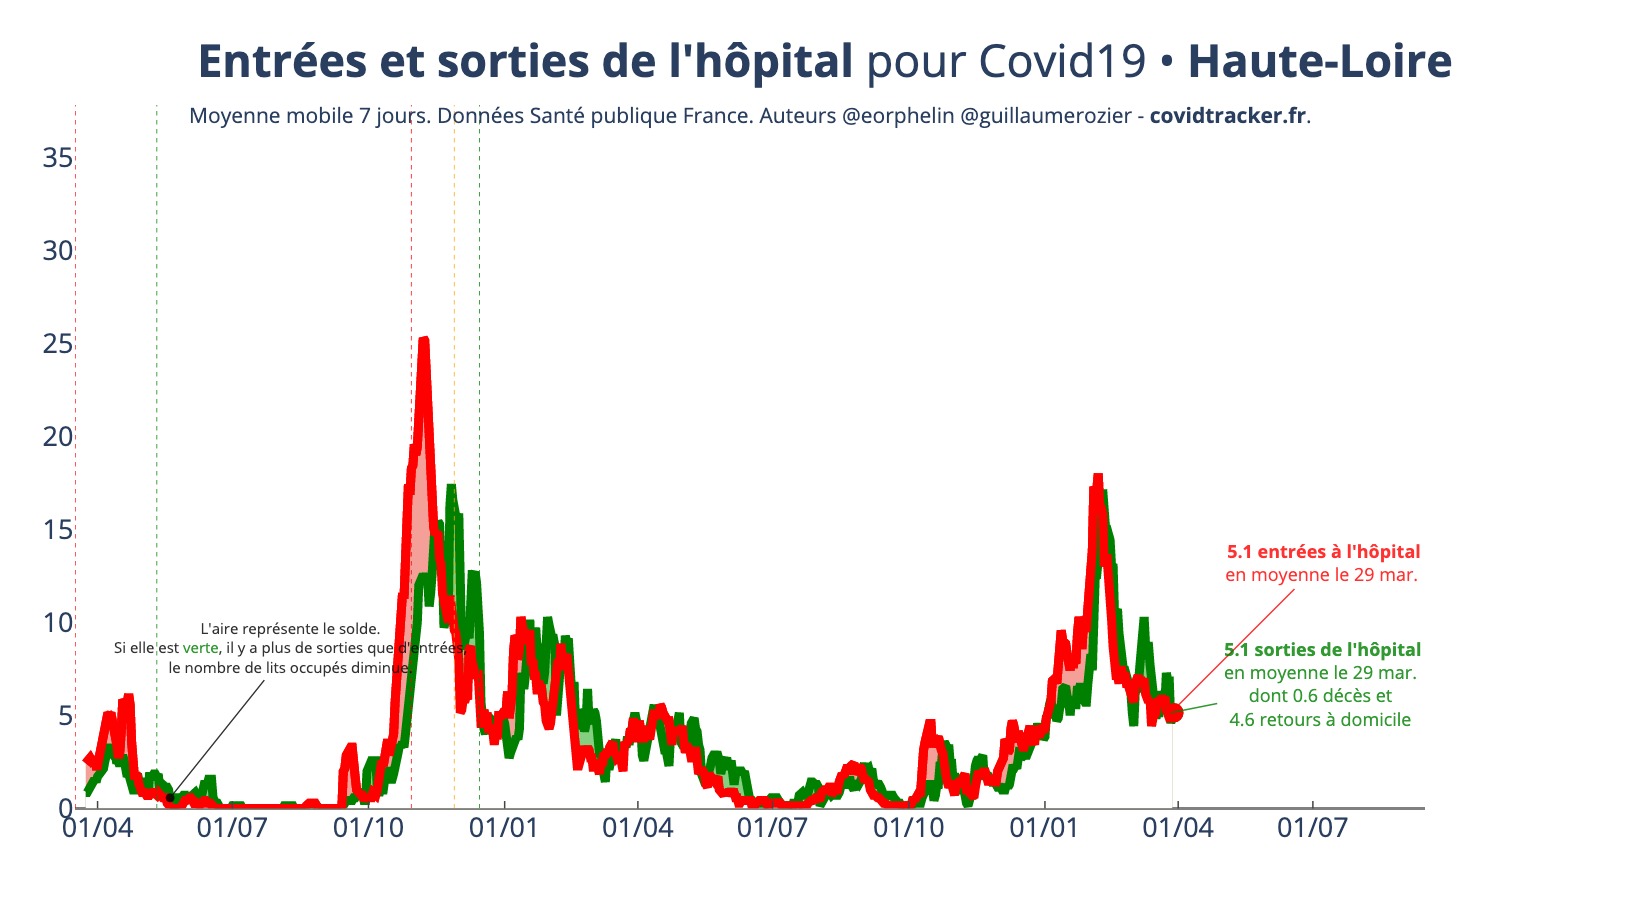 Entrées et sorties de l'hôpital pour Covid19 • Haute-Loire
Moyenne mobile 7 jours. Données Santé publique France. Auteurs @eorphelin @guillaumerozier - covidtracker.fr.
35
30
25
20
15
10
5
0
5.1 entrées à l'hôpital
en moyenne le 29 mar.
L'aire représente le solde.
Si elle est verte, il y a plus de sorties que d'entrées,
le nombre de lits occupés diminue.
5.1 sorties de l'hôpital
en moyenne le 29 mar.
dont 0.6 décès et
4.6 retours à domicile
01/04 01/07 01/10 01/01 01/04 01/07 01/10 01/01 01/04 01/07